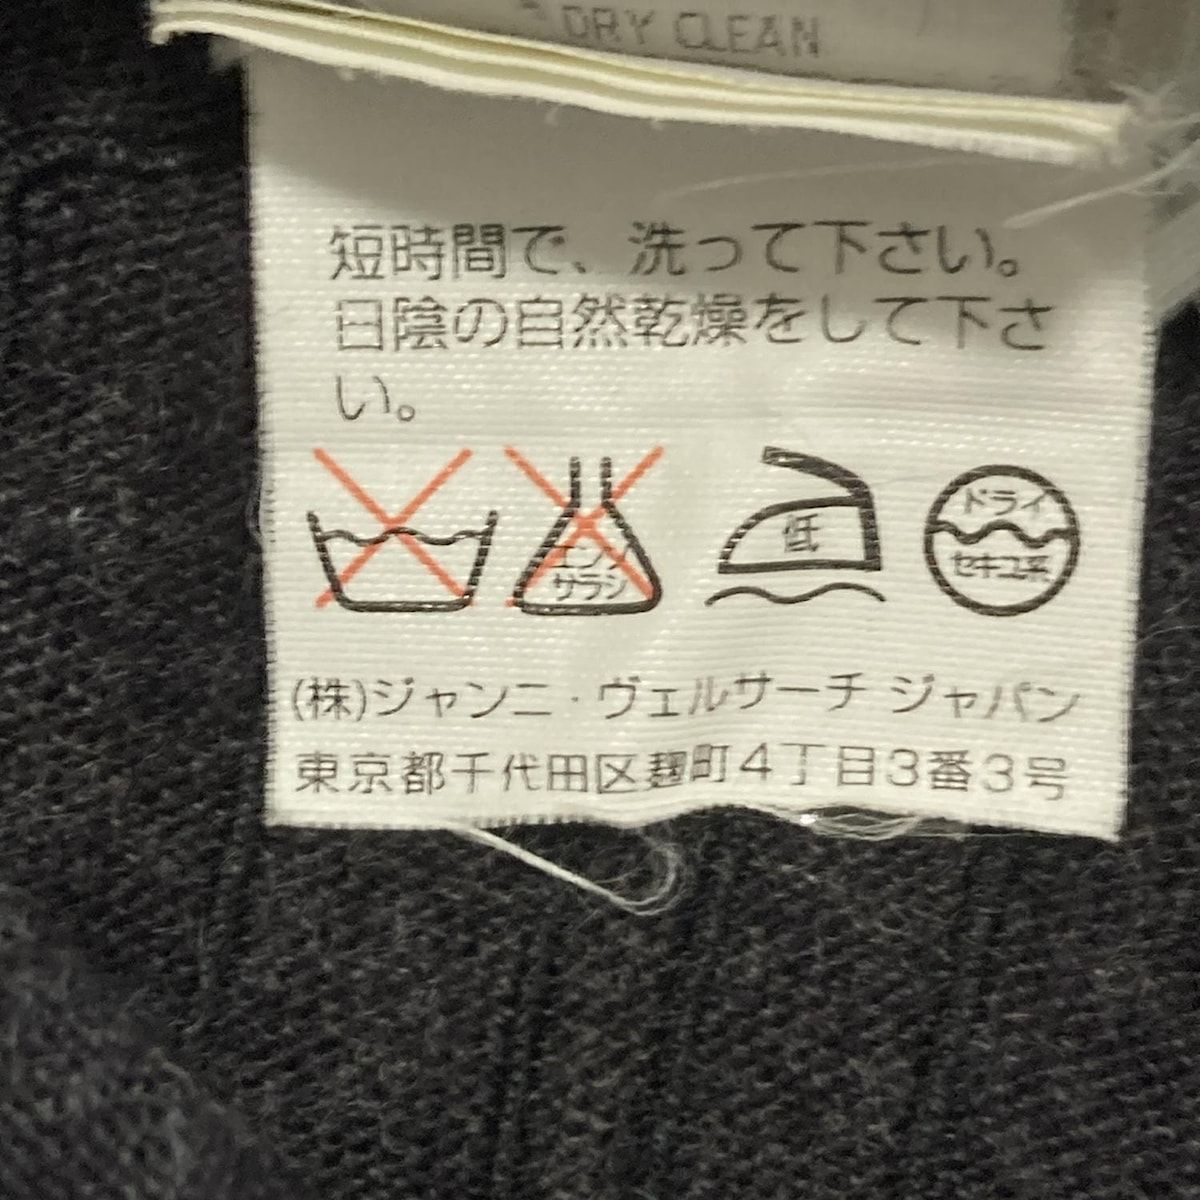 DRY CLEAN
短時間で、洗って下さい。
日陰の自然乾燥をして下さ
い。
エンソ
サラシ
低
ドライ
セキユ系
(株)ジャンニ・ヴェルサーチ ジャパン
東京都千代田区麹町4丁目3番3号